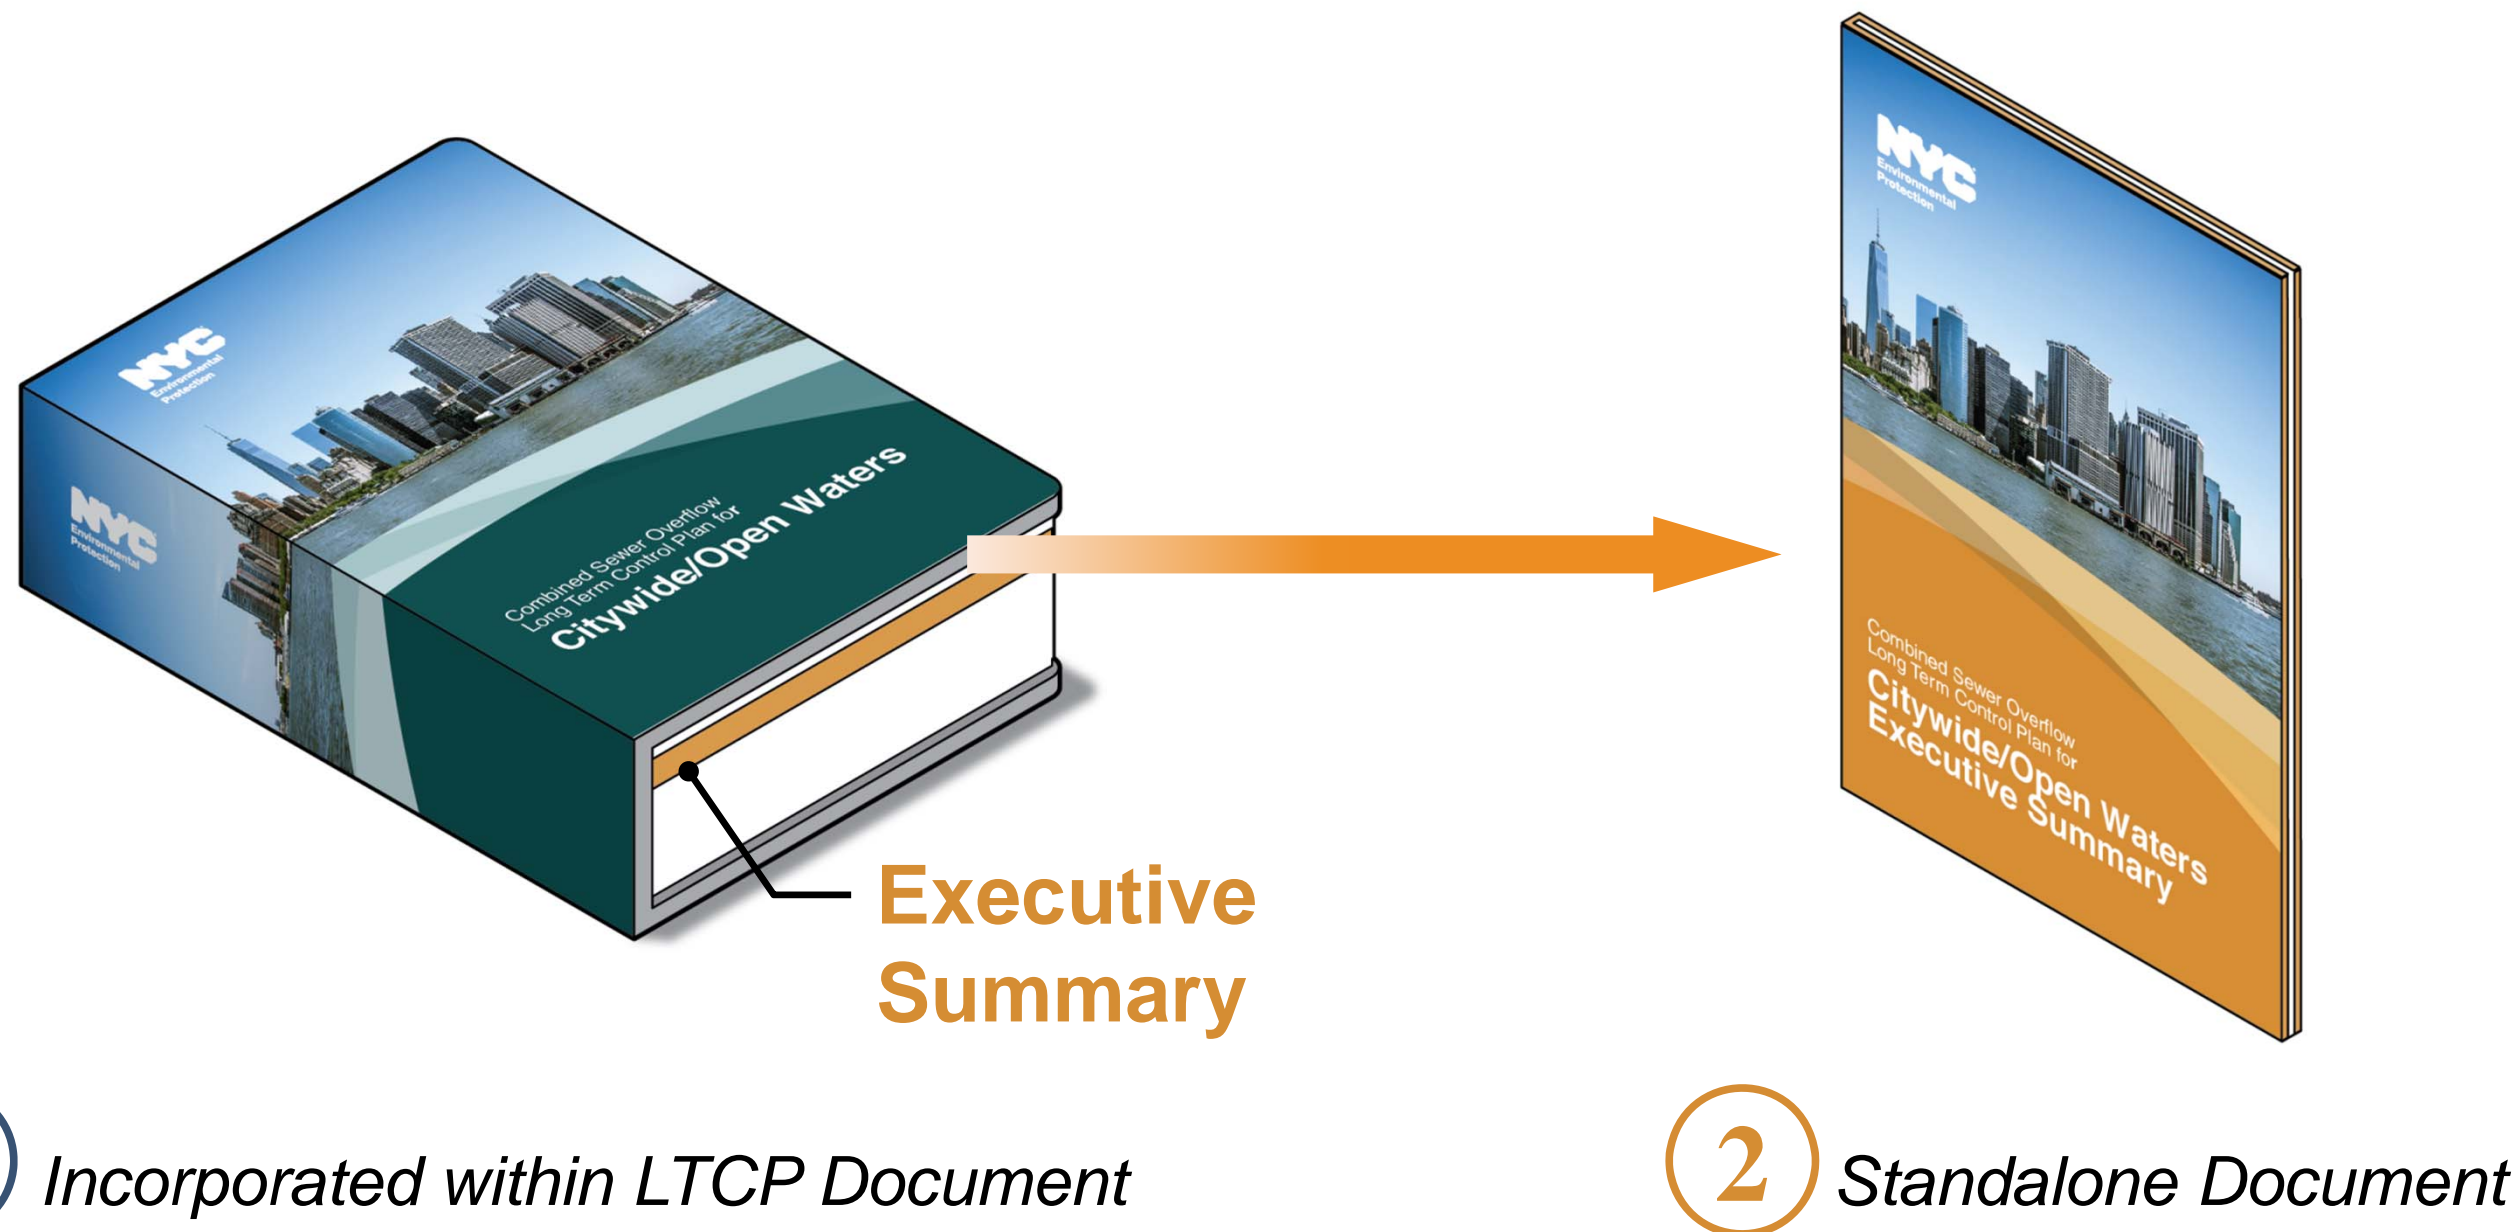 NYC
Environmental
Protection
NYC
Environmental
Protection
Combined Sewer Overflow
Long Term Control Plan for
Citywide/Open Waters
Executive
Summary
NYC
Environmental
Protection
Combined Sewer Overflow
Long Term Control Plan for
Citywide/Open Waters
Executive Summary
Incorporated within LTCP Document
2
Standalone Document